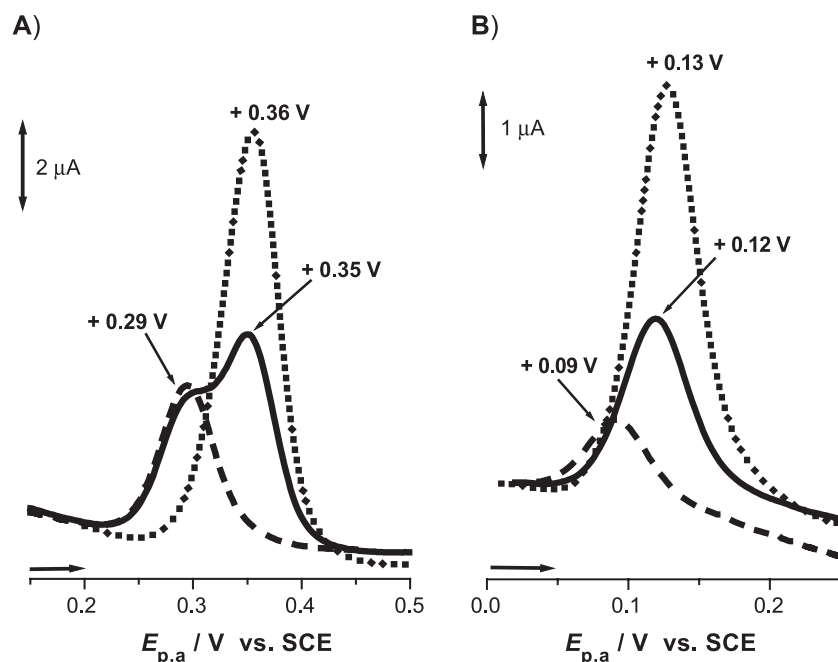 A)
+ 0.36 V
2 μA
+ 0.35 V
+ 0.29 V
0.2 0.3 0.4 0.5
E p,a / V vs. SCE
B)
+ 0.13 V
1 μA
+ 0.12 V
+ 0.09 V
0.0 0.1 0.2
E p,a / V vs. SCE